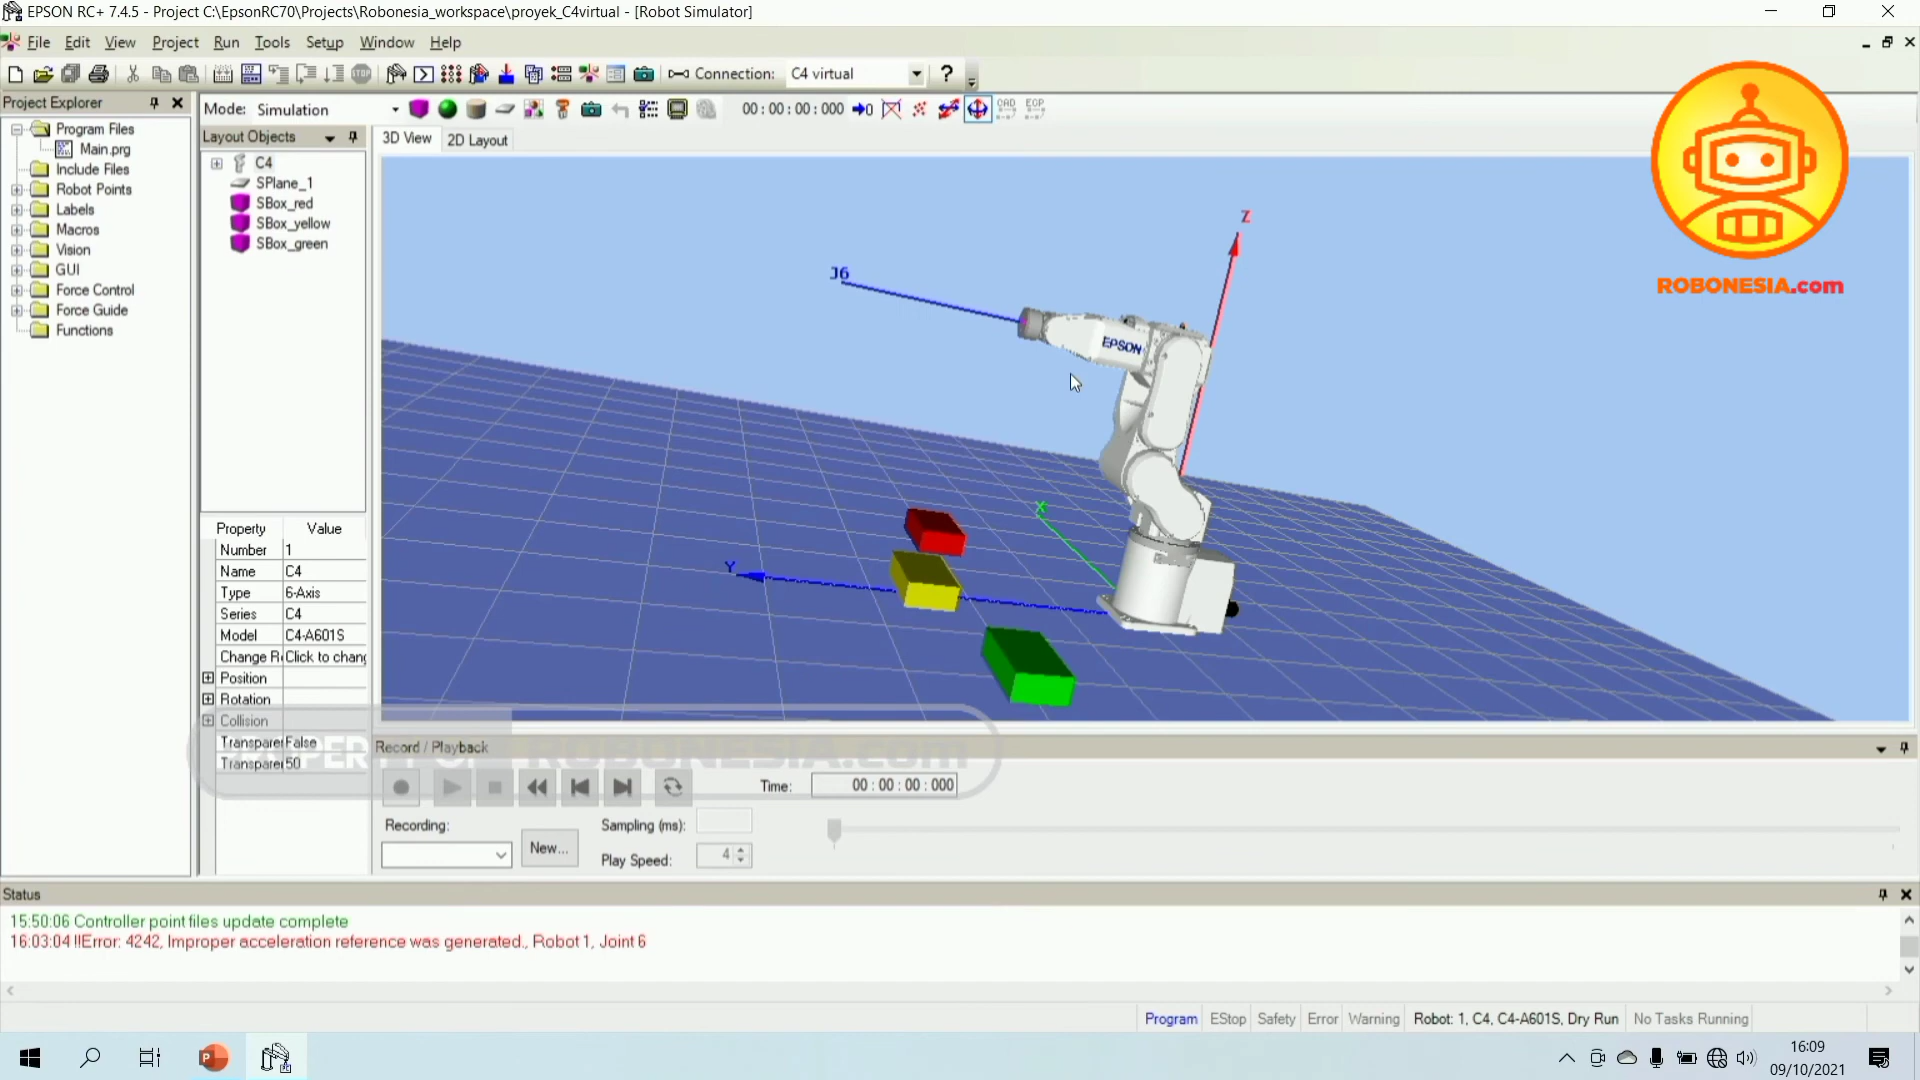 EPSON RC+ 7.4.5 - Project C:\EpsonRC70\Projects\Robonesia_workspace\proyek_C4virtual - [Robot Simulator]
File Edit View Project Run Tools Setup Window Help
Connection: C4 virtual
Project Explorer
Program Files
Main.prg
Include Files
Robot Points
Labels
Macros
Vision
GUI
Force Control
Force Guide
Functions
Mode: Simulation
00 : 00 : 00 : 000
CAD
ECP
Layout Objects
C4
SPlane_1
SBox_red
SBox_yellow
SBox_green
3D View
2D Layout
Z
J6
EPSON
X
Y
ROBONESIA.com
Property Value
Number 1
Name C4
Type 6-Axis
Series C4
Model C4-A601S
Change R Click to chang
Position
Rotation
Collision
Transparer False
Transparer 50
ROBONESIA.com
Record / Playback
Time: 00 : 00 : 00 : 000
Recording:
New...
Sampling (ms):
Play Speed: 4
Status
15:50:06 Controller point files update complete
16:03:04 !!Error: 4242, Improper acceleration reference was generated., Robot 1, Joint 6
Program EStop Safety Error Warning Robot: 1, C4, C4-A601S, Dry Run No Tasks Running
16:09
09/10/2021